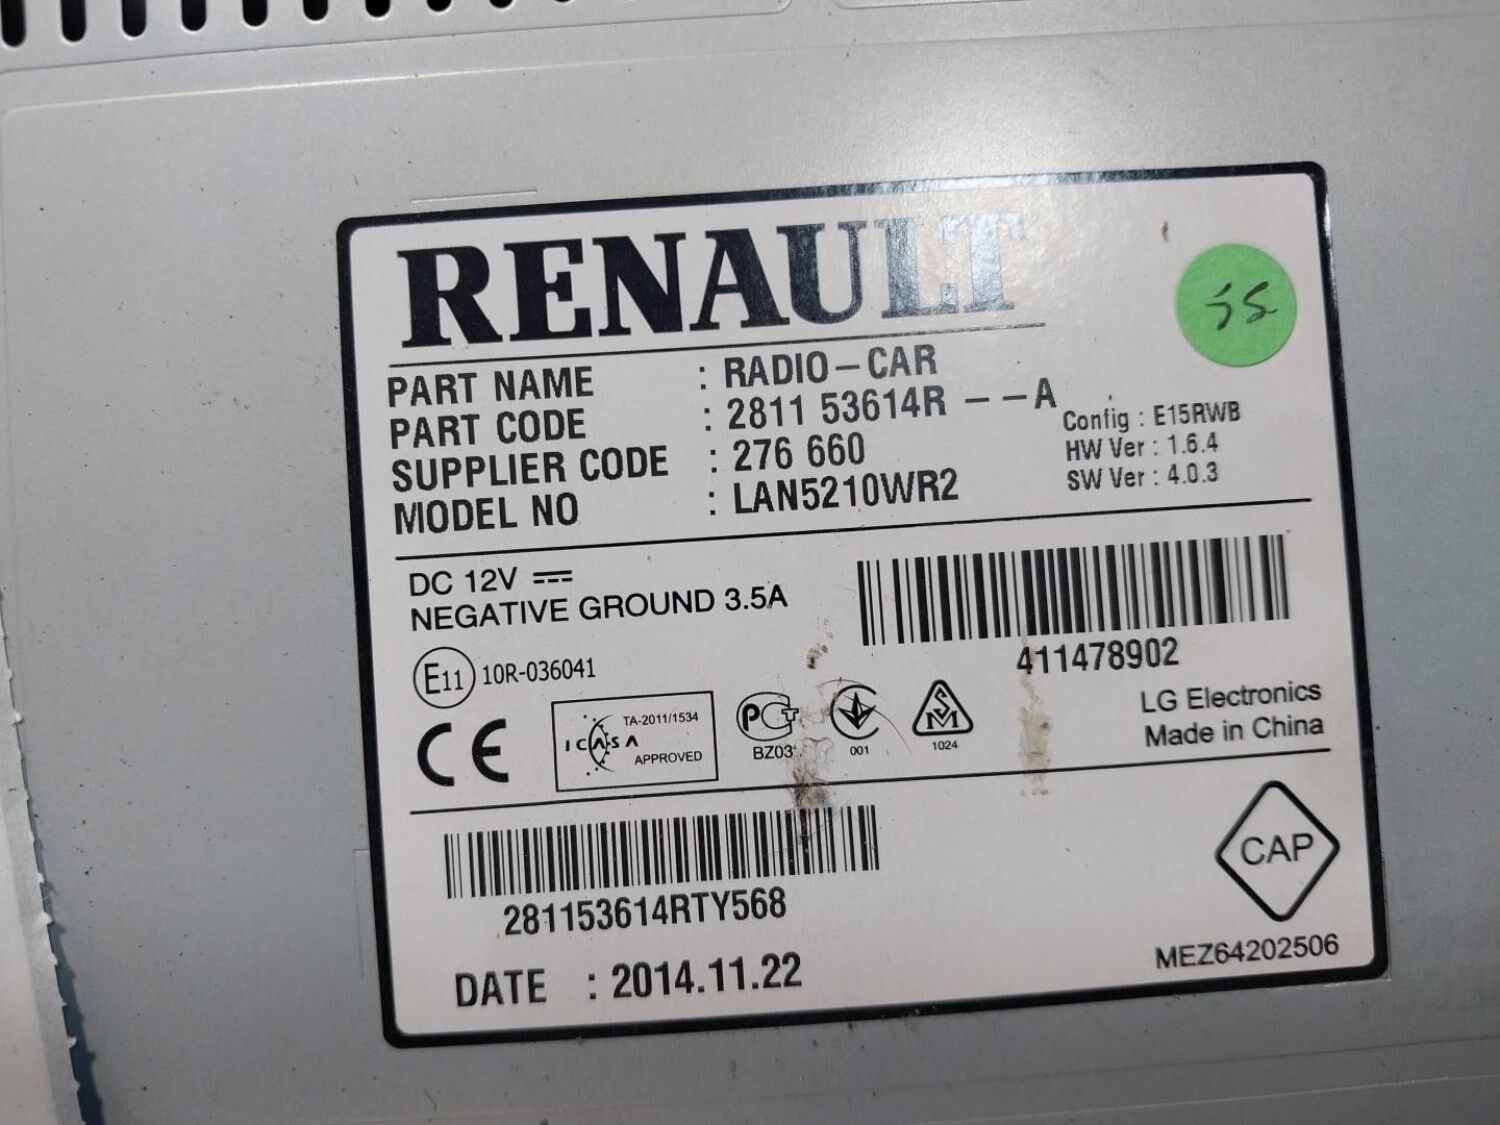 RENAULT
PART NAME : RADIO-CAR
PART CODE : 2811 53614R --A
SUPPLIER CODE : 276 660
MODEL NO : LAN5210WR2
Config : E15RWB
HW Ver : 1.6.4
SW Ver : 4.0.3
DC 12V
NEGATIVE GROUND 3.5A
411478902
E11 10R-036041
LG Electronics
Made in China
CE
TA-2011/1534
ICASA
APPROVED
PCT
BZ03
001
SM
1024
281153614RTY568
CAP
DATE : 2014.11.22
MEZ64202506